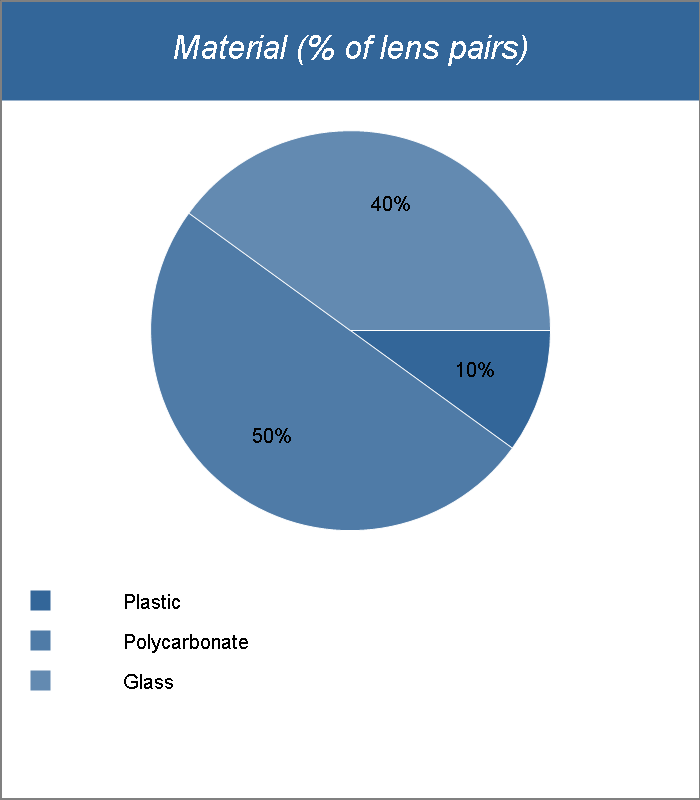 Material (% of lens pairs)
40%
10%
50%
Plastic
Polycarbonate
Glass